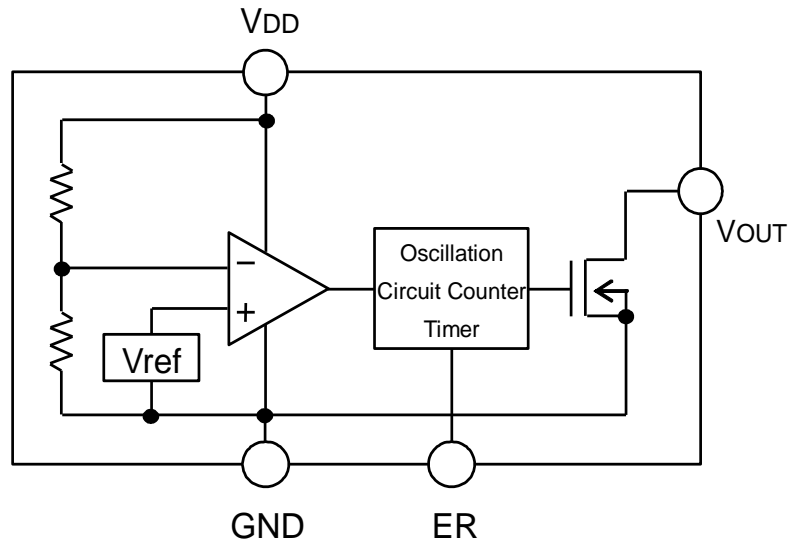 VDD
VOUT
Oscillation
Circuit Counter
Timer
−
+
Vref
GND
ER